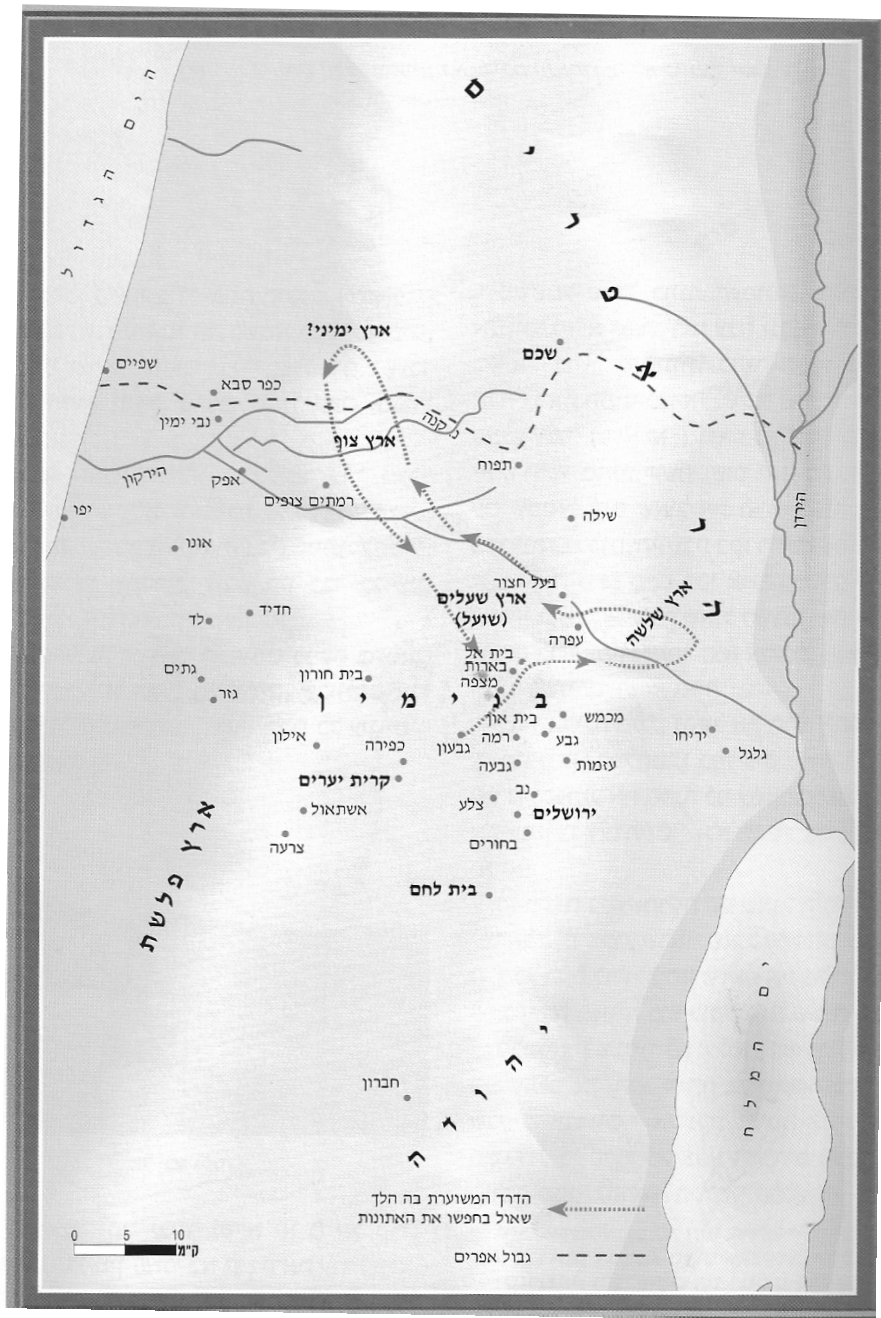 הים הגדול
מנשה
שכם
ארץ ימיני?
שפיים
כפר סבא
נבי ימין
נ. קנה
ארץ צוף
תפוח
הירקון
אפק
רמתים צופים
יפו
שילה
הירדן
אונו
בעל חצור
ארץ שעלים
(שועל)
ארץ שלשה
עפרה
חדיד
לד
בית אל
בארות
מצפה
גתים
גזר
בית חורון
בנימין
בית און
מכמש
אילון
כפירה
גבעון
רמה
גבע
יריחו
גלגל
קרית יערים
גבעה
עזמות
אשתאול
צלע
נב
ירושלים
צרעה
בחורים
ארץ פלשת
בית לחם
ים המלח
יהודה
חברון
הדרך המשוערת בה הלך
שאול בחפשו את האתונות
גבול אפרים
0 5 10
ק"מ